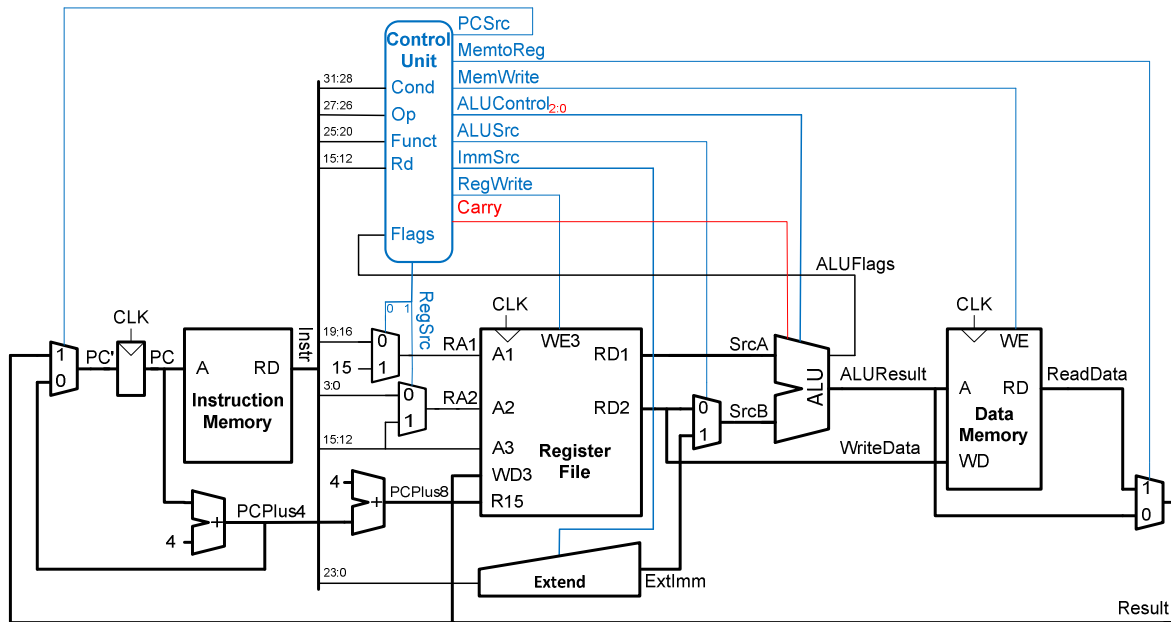 PCSrc
Control
Unit
MemtoReg
MemWrite
31:28
Cond
27:26
Op
ALUControl2:0
25:20
Funct
ALUSrc
15:12
Rd
ImmSrc
RegWrite
Carry
Flags
ALUFlags
0 1
RegSrc
CLK
PC'
PC
1
0
A
RD
Instruction
Memory
Instr
19:16
15
0
1
RA1
3:0
0
1
RA2
15:12
CLK
WE3
A1
RD1
A2
RD2
A3
Register
File
WD3
R15
SrcA
0
1
SrcB
ALU
ALUResult
WriteData
CLK
WE
A
RD
Data
Memory
WD
ReadData
1
0
4
+
PCPlus4
4
+
PCPlus8
23:0
Extend
ExtImm
Result